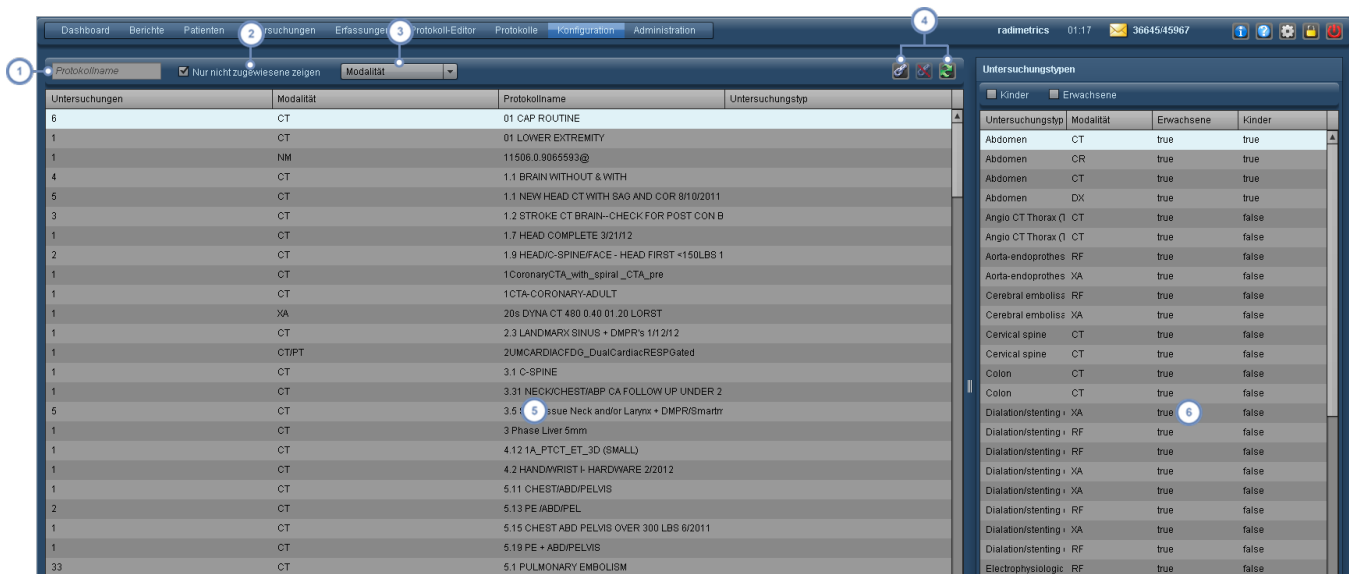 Dashboard Berichte Patienten Erfassungen Protokoll-Editor Protokolle Konfiguration Administration radimetrics 01:17 36645/45967
1 2 3 4
Protokollname Nur nicht zugewiesene zeigen Modalität
Untersuchungstypen
Kinder Erwachsene
Untersuchungen Modalität Protokollname Untersuchungstyp
6 CT 01 CAP ROUTINE
1 CT 01 LOWER EXTREMITY
1 NM 11506.0.9065593@
4 CT 1.1 BRAIN WITHOUT & WITH
5 CT 1.1 NEW HEAD CT WITH SAG AND COR 8/10/2011
3 CT 1.2 STROKE CT BRAIN--CHECK FOR POST CON B
1 CT 1.7 HEAD COMPLETE 3/21/12
2 CT 1.9 HEAD/C-SPINE/FACE - HEAD FIRST <150LBS 1
1 CT 1CoronaryCTA_with_spiral _CTA_pre
1 CT 1CTA-CORONARY-ADULT
1 XA 20s DYNA CT 480 0.40 01.20 LORST
1 CT 2.3 LANDMARX SINUS + DMPR's 1/12/12
1 CT/PT 2UMCARDIACFDG_DualCardiacRESPGated
1 CT 3.1 C-SPINE
1 CT 3.31 NECK/CHEST/ABP CA FOLLOW UP UNDER 2
5 CT 3.5 5 ssue Neck and/or Larynx + DMPR/Smartm
1 CT 3 Phase Liver 5mm
1 CT 4.12 1A_PTCT_ET_3D (SMALL)
1 CT 4.2 HAND/WRIST I- HARDWARE 2/2012
1 CT 5.11 CHEST/ABD/PELVIS
2 CT 5.13 PE /ABD/PEL
1 CT 5.15 CHEST ABD PELVIS OVER 300 LBS 6/2011
1 CT 5.19 PE + ABD/PELVIS
33 CT 5.1 PULMONARY EMBOLISM
Untersuchungstyp Modalität Erwachsene Kinder
Abdomen CT true true
Abdomen CR true true
Abdomen CT true true
Abdomen DX true true
Angio CT Thorax (T CT true false
Angio CT Thorax (T CT true false
Aorta-endoprothes RF true false
Aorta-endoprothes XA true false
Cerebral embolisa RF true false
Cerebral embolisa XA true false
Cervical spine CT true false
Cervical spine CT true false
Colon CT true false
Colon CT true false
Dialation/stenting XA true 6 false
Dialation/stenting RF true false
Dialation/stenting RF true false
Dialation/stenting XA true false
Dialation/stenting XA true false
Dialation/stenting RF true false
Dialation/stenting XA true false
Dialation/stenting RF true false
Electrophysiologic RF true false